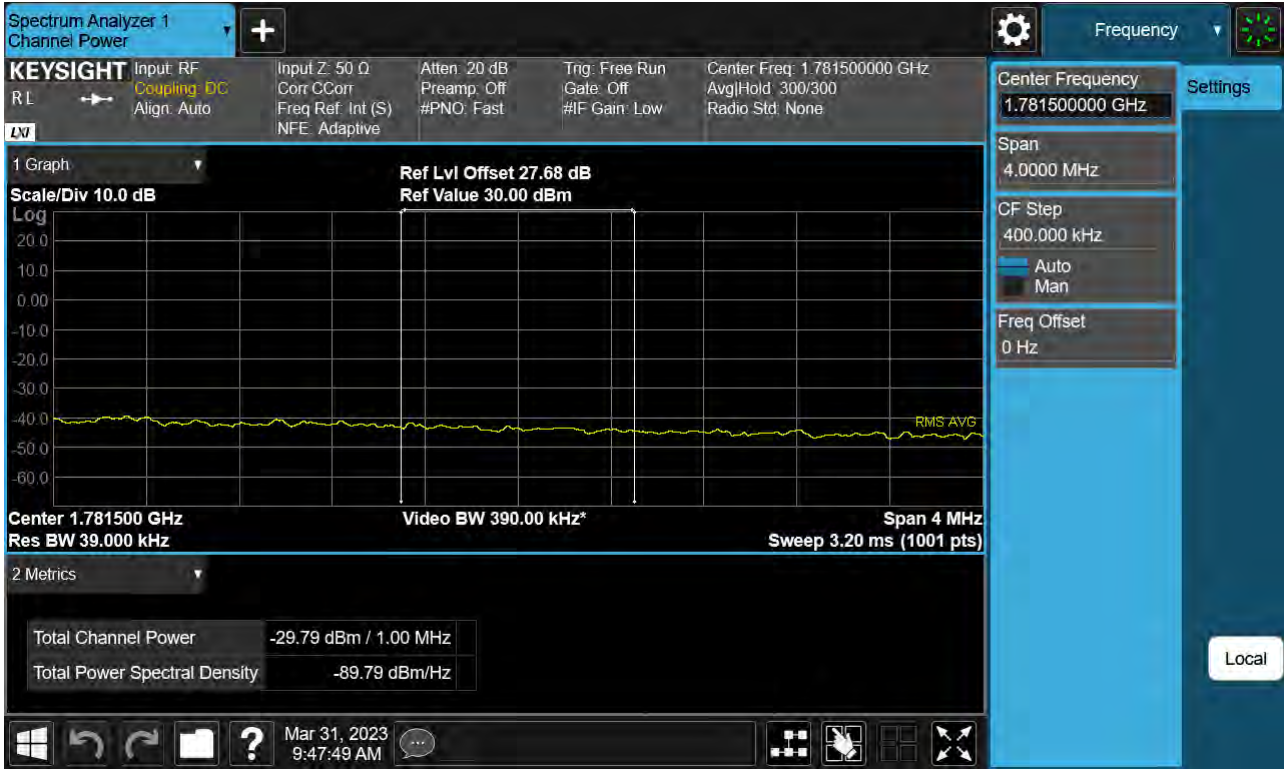 Spectrum Analyzer 1
Channel Power
Frequency
KEYSIGHT
R L
LXI
Input: RF
Coupling: DC
Align: Auto
Input Z: 50 Ω
Corr CCorr
Freq Ref: Int (S)
NFE: Adaptive
Atten: 20 dB
Preamp: Off
#PNO: Fast
Trig: Free Run
Gate: Off
#IF Gain: Low
Center Freq: 1.781500000 GHz
Avg|Hold: 300/300
Radio Std: None
Center Frequency
1.781500000 GHz
Settings
Span
4.0000 MHz
CF Step
400.000 kHz
Auto
Man
Freq Offset
0 Hz
Local
1 Graph
Scale/Div 10.0 dB
Ref Lvl Offset 27.68 dB
Ref Value 30.00 dBm
Log
20.0
10.0
0.00
-10.0
-20.0
-30.0
-40.0
-50.0
-60.0
RMS AVG
Center 1.781500 GHz
Video BW 390.00 kHz*
Span 4 MHz
Res BW 39.000 kHz
Sweep 3.20 ms (1001 pts)
2 Metrics
Total Channel Power -29.79 dBm / 1.00 MHz
Total Power Spectral Density -89.79 dBm/Hz
Mar 31, 2023
9:47:49 AM